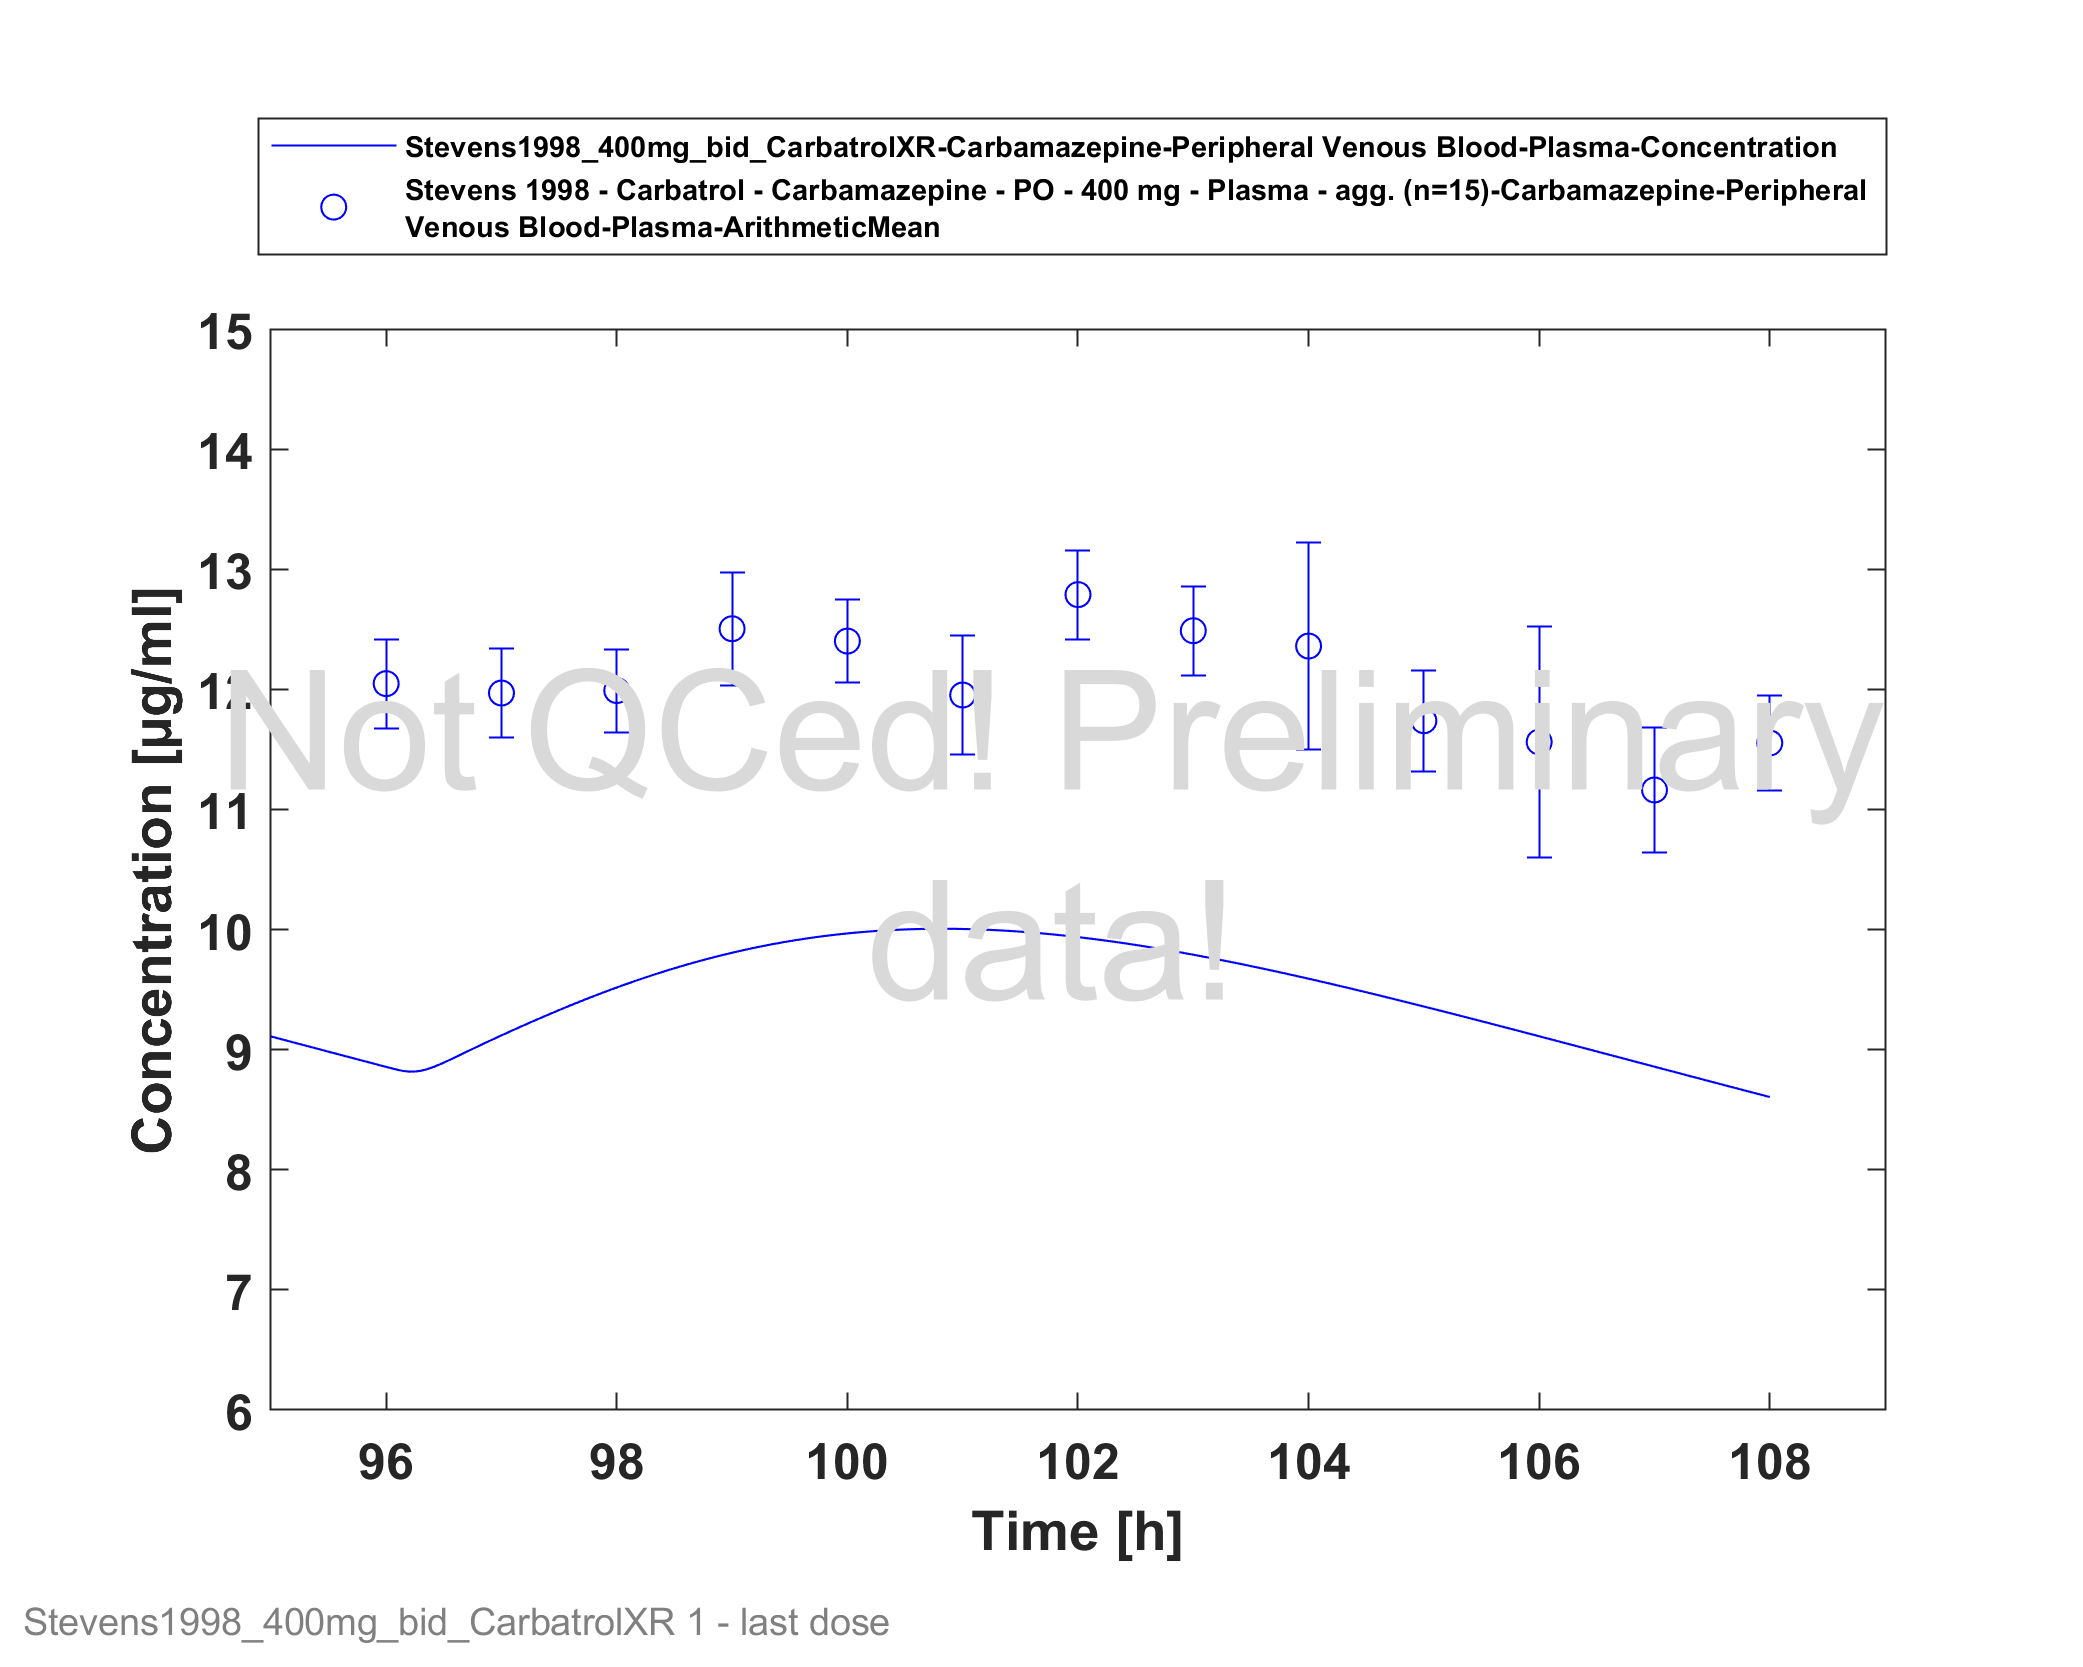 Stevens1998_400mg_bid_CarbatrolXR-Carbamazepine-Peripheral Venous Blood-Plasma-Concentration
Stevens 1998 - Carbatrol - Carbamazepine - PO - 400 mg - Plasma - agg. (n=15)-Carbamazepine-Peripheral
Venous Blood-Plasma-ArithmeticMean
15
14
13
12
11
10
9
8
7
6
Concentration [µg/ml]
Not QCed! Preliminary
data!
96 98 100 102 104 106 108
Time [h]
Stevens1998_400mg_bid_CarbatrolXR 1 - last dose